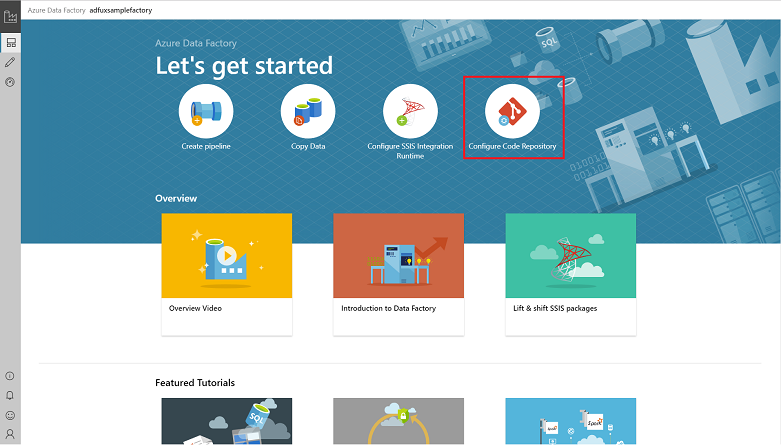 Azure Data Factory adfuxsamplefactory
Azure Data Factory
Let's get started
SQL
Create pipeline
Copy Data
Configure SSIS Integration
Runtime
Configure Code Repository
Overview
Overview Video
Introduction to Data Factory
Lift & shift SSIS packages
Featured Tutorials
SQL
Spark
Spark